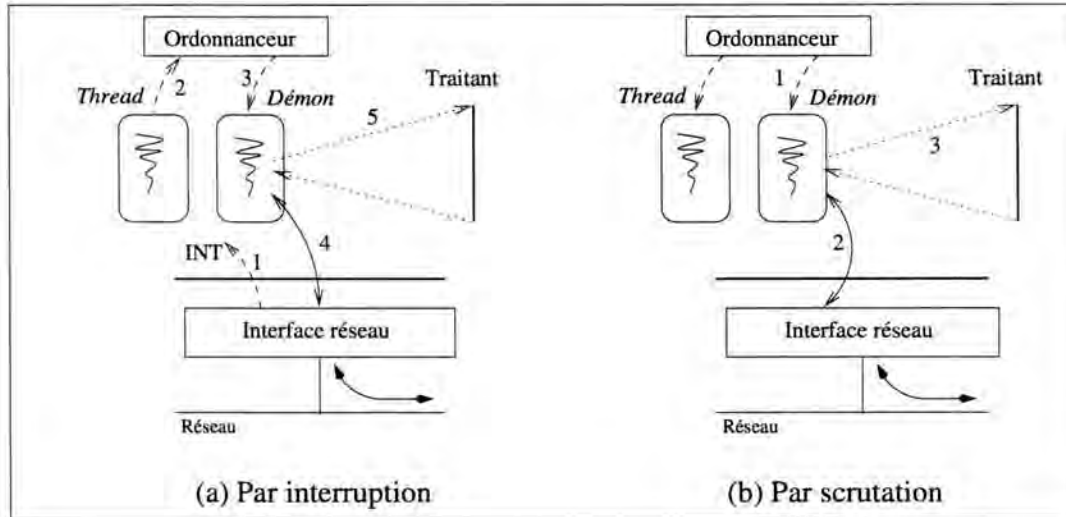 Ordonnanceur
2
3
Thread
Démon
Traitant
5
4
INT
1
Interface réseau
Réseau
(a) Par interruption
Ordonnanceur
1
Thread
Démon
Traitant
3
2
Interface réseau
Réseau
(b) Par scrutation